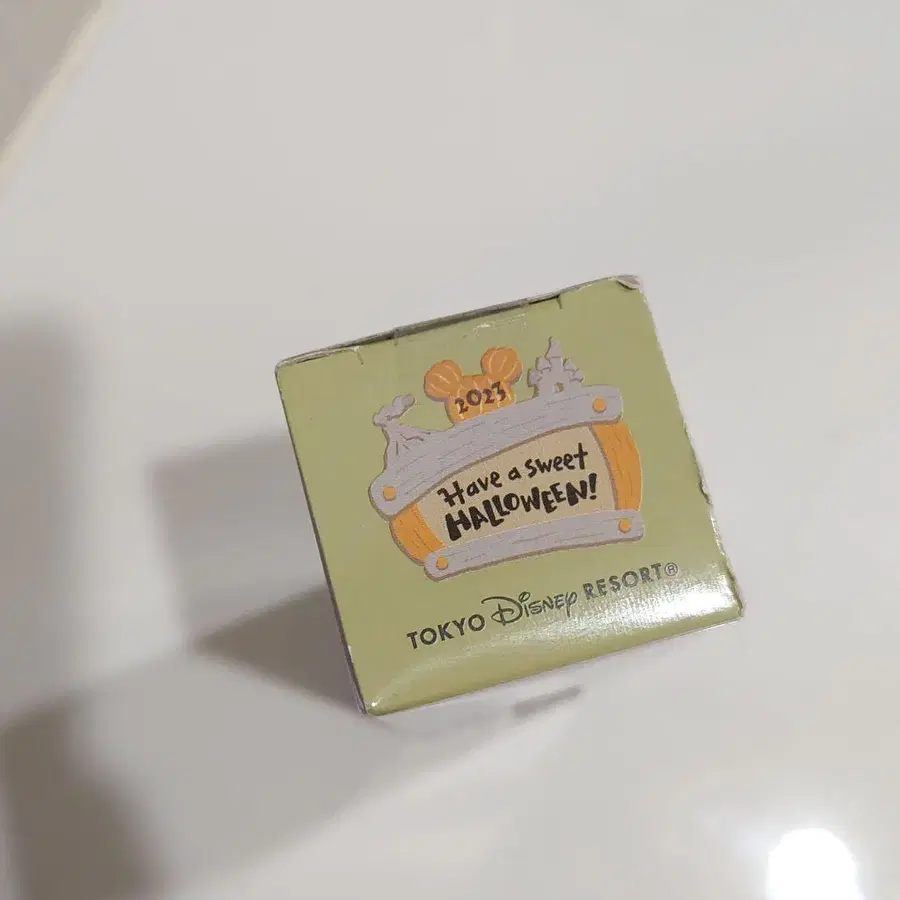 2023
Have a sweet
HALLOWEEN!
TOKYO Disney RESORT®